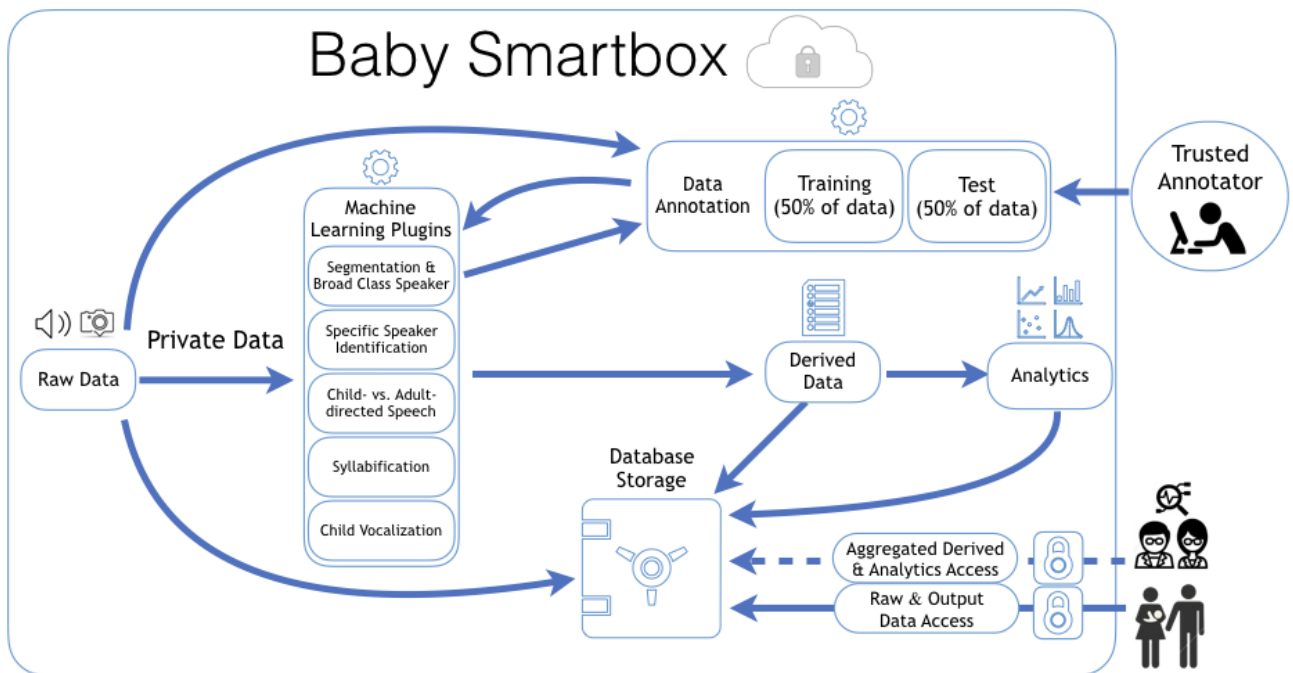 Baby Smartbox
Trusted
Annotator
Data
Annotation
Training
(50% of data)
Test
(50% of data)
Machine
Learning Plugins
Segmentation &
Broad Class Speaker
Specific Speaker
Identification
Child- vs. Adult-
directed Speech
Syllabification
Child Vocalization
Private Data
Raw Data
Derived
Data
Analytics
Database
Storage
Aggregated Derived
& Analytics Access
Raw & Output
Data Access